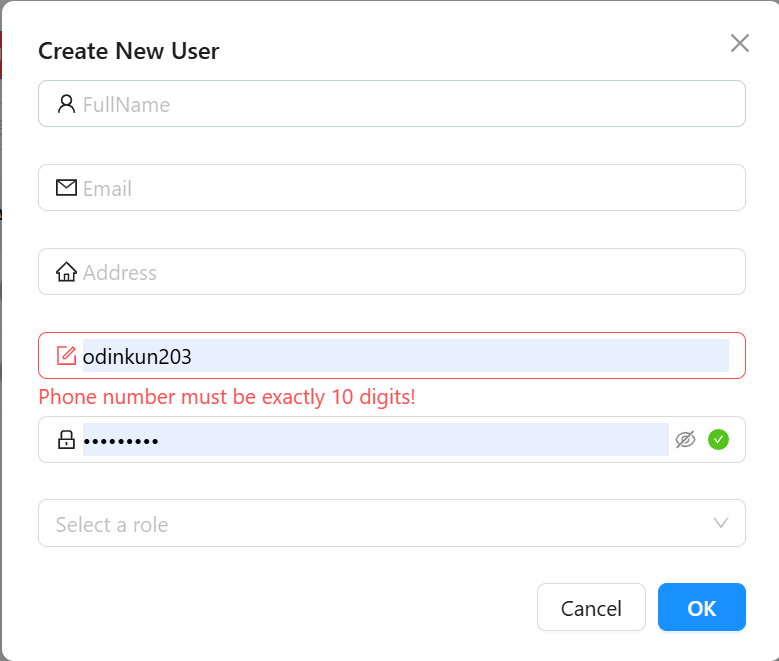 Create New User
FullName
Email
Address
odinkun203
Phone number must be exactly 10 digits!
•••••••••
Select a role
Cancel
OK